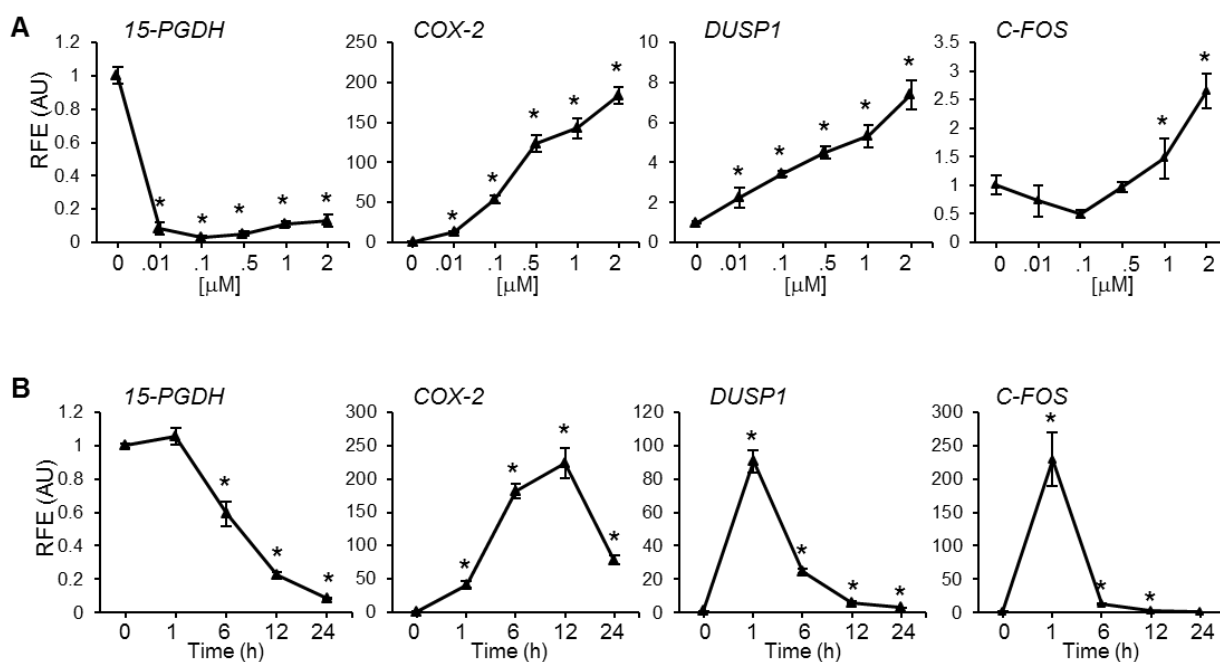 A
15-PGDH COX-2 DUSP1 C-FOS
RFE (AU)
1.2 1 0.8 0.6 0.4 0.2 0
250 200 150 100 50 0
10 8 6 4 2 0
3.5 3 2.5 2 1.5 1 0.5 0
* * * * *
* * * * *
* * * * *
* *
0 .01 .1 .5 1 2
0 .01 .1 .5 1 2
0 .01 .1 .5 1 2
0 .01 .1 .5 1 2
[μM] [μM] [μM] [μM]
B
15-PGDH COX-2 DUSP1 C-FOS
RFE (AU)
1.2 1 0.8 0.6 0.4 0.2 0
300 250 200 150 100 50 0
120 100 80 60 40 20 0
300 250 200 150 100 50 0
* * *
* * * *
* * * *
* * *
0 1 6 12 24
0 1 6 12 24
0 1 6 12 24
0 1 6 12 24
Time (h) Time (h) Time (h) Time (h)